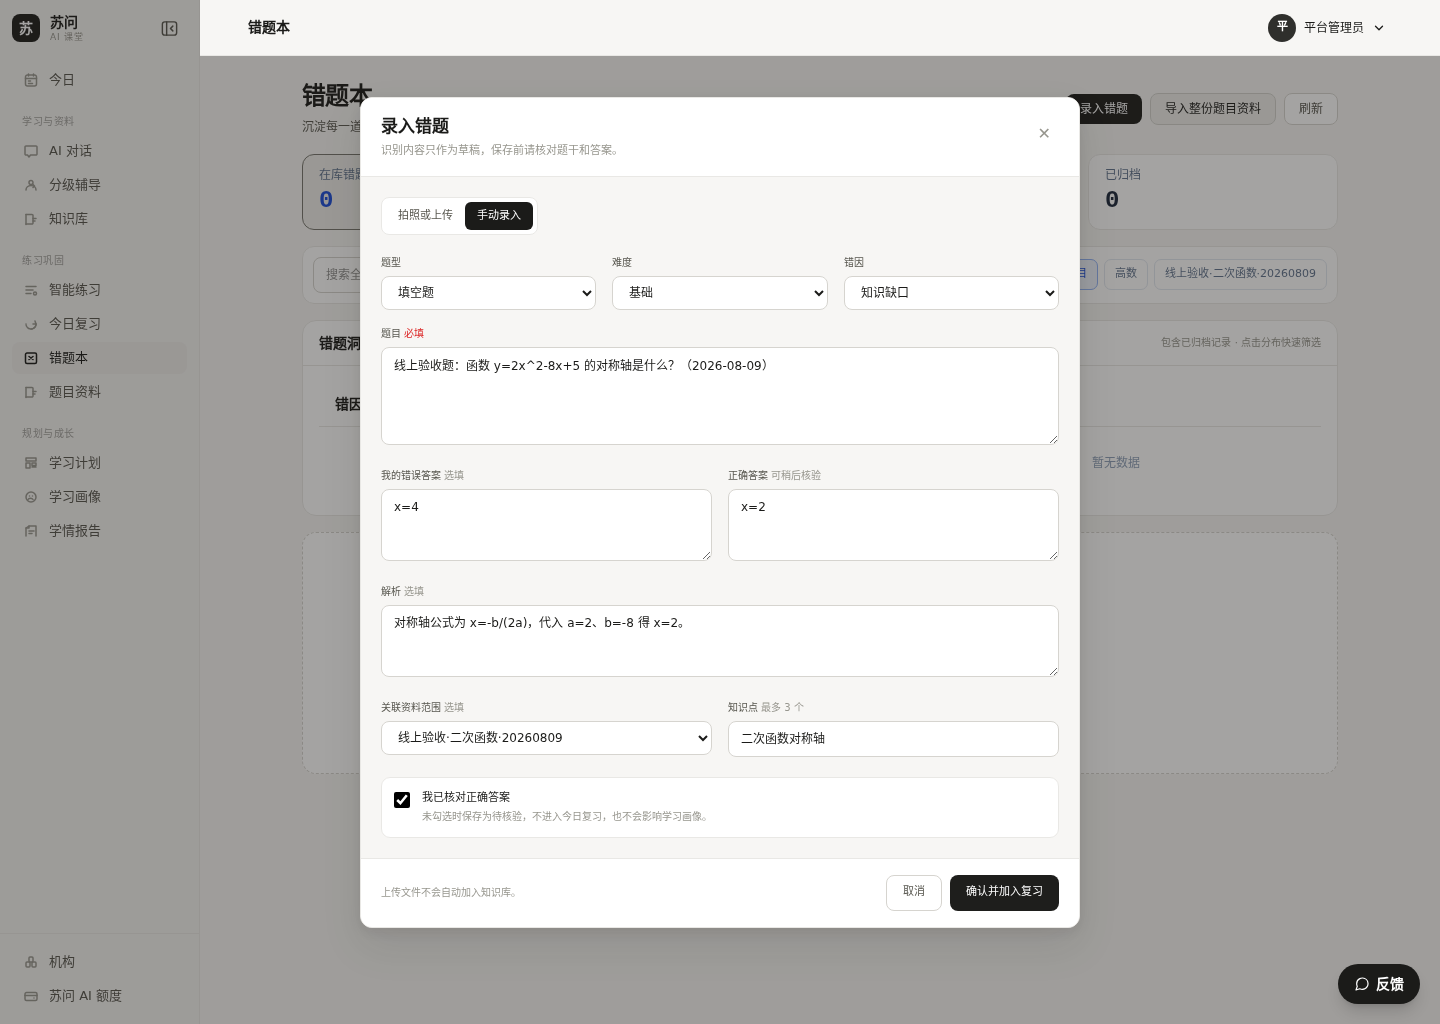 苏
苏问
AI 课堂
今日
学习与资料
AI 对话
分级辅导
知识库
练习巩固
智能练习
今日复习
错题本
题目资料
规划与成长
学习计划
学习画像
学情报告
机构
苏问 AI 额度
错题本
平
平台管理员
错题本
沉淀每一道
录入错题
导入整份题目资料
刷新
在库错题
0
已归档
0
搜索全
目
高数
线上验收·二次函数·20260809
错题洞
包含已归档记录 · 点击分布快速筛选
错因
暂无数据
录入错题
识别内容只作为草稿，保存前请核对题干和答案。
×
拍照或上传
手动录入
题型
难度
错因
填空题
基础
知识缺口
题目 必填
线上验收题：函数 y=2x^2-8x+5 的对称轴是什么？（2026-08-09）
我的错误答案 选填
正确答案 可稍后核验
x=4
x=2
解析 选填
对称轴公式为 x=-b/(2a)，代入 a=2、b=-8 得 x=2。
关联资料范围 选填
知识点 最多 3 个
线上验收·二次函数·20260809
二次函数对称轴
我已核对正确答案
未勾选时保存为待核验，不进入今日复习，也不会影响学习画像。
上传文件不会自动加入知识库。
取消
确认并加入复习
反馈